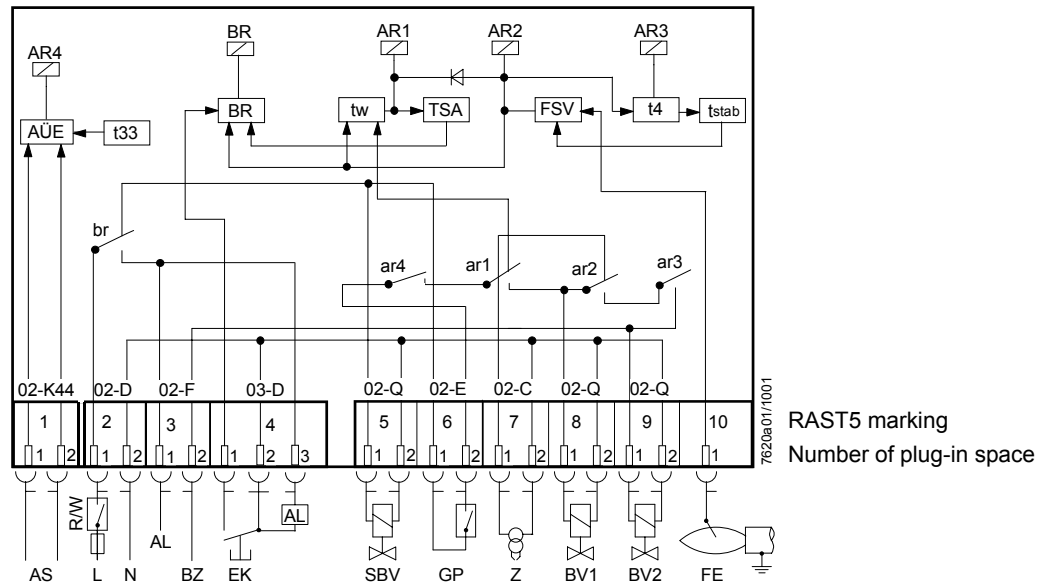 AR4
BR
AR1
AR2
AR3
AÜE
t33
BR
tw
TSA
FSV
t4
tstab
br
ar4
ar1
ar2
ar3
02-K44
02-D
02-F
03-D
02-Q
02-E
02-C
02-Q
02-Q
1
2
3
4
5
6
7
8
9
10
1 2
1 2
1 2
1 2 3
1 2
1 2
1 2
1 2
1 2
1
7620a01/1001
RAST5 marking
Number of plug-in space
R/W
AL
AL
AS
L
N
BZ
EK
SBV
GP
Z
BV1
BV2
FE